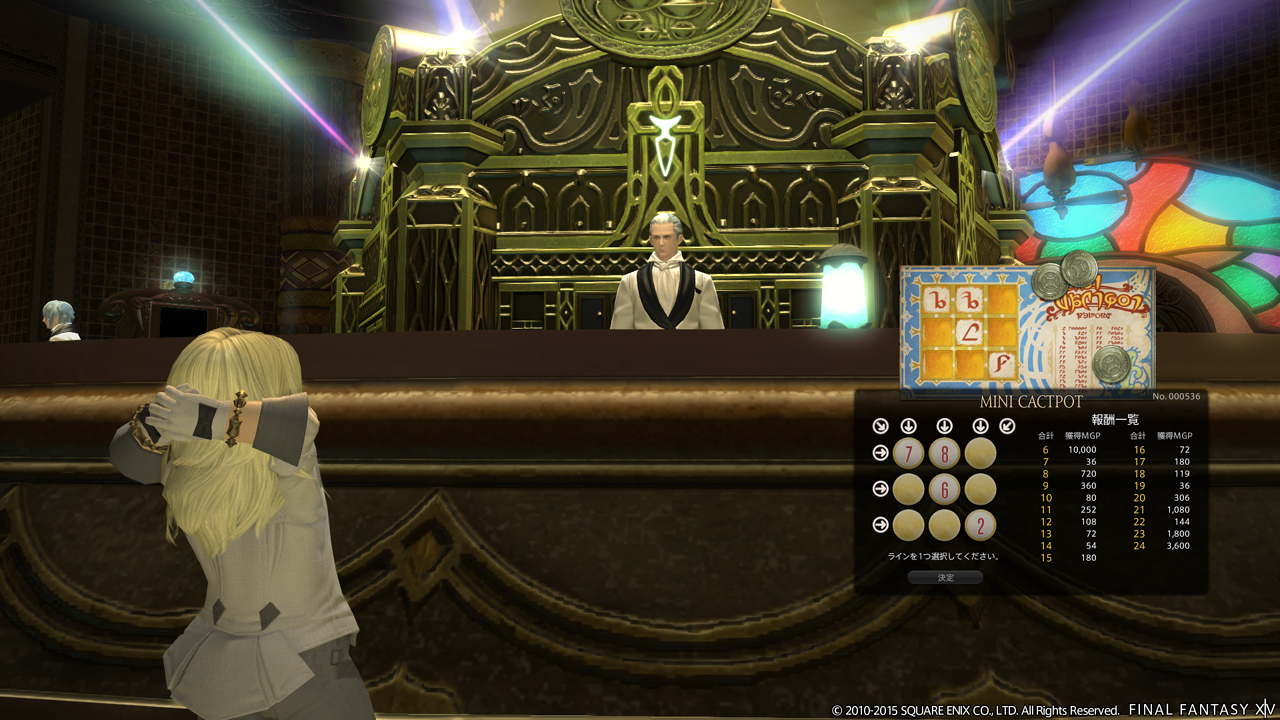 MINI CACTPOT
No.000536
報酬一覧
合計 獲得MGP 合計 獲得MGP
6 10,000 16 72
7 36 17 180
8 720 18 119
9 360 19 36
10 80 20 306
11 252 21 1,080
12 108 22 144
13 72 23 1,800
14 54 24 3,600
15 180
7 8
6
2
ラインを1つ選択してください。
決定
© 2010-2015 SQUARE ENIX CO., LTD. All Rights Reserved. FINAL FANTASY XIV